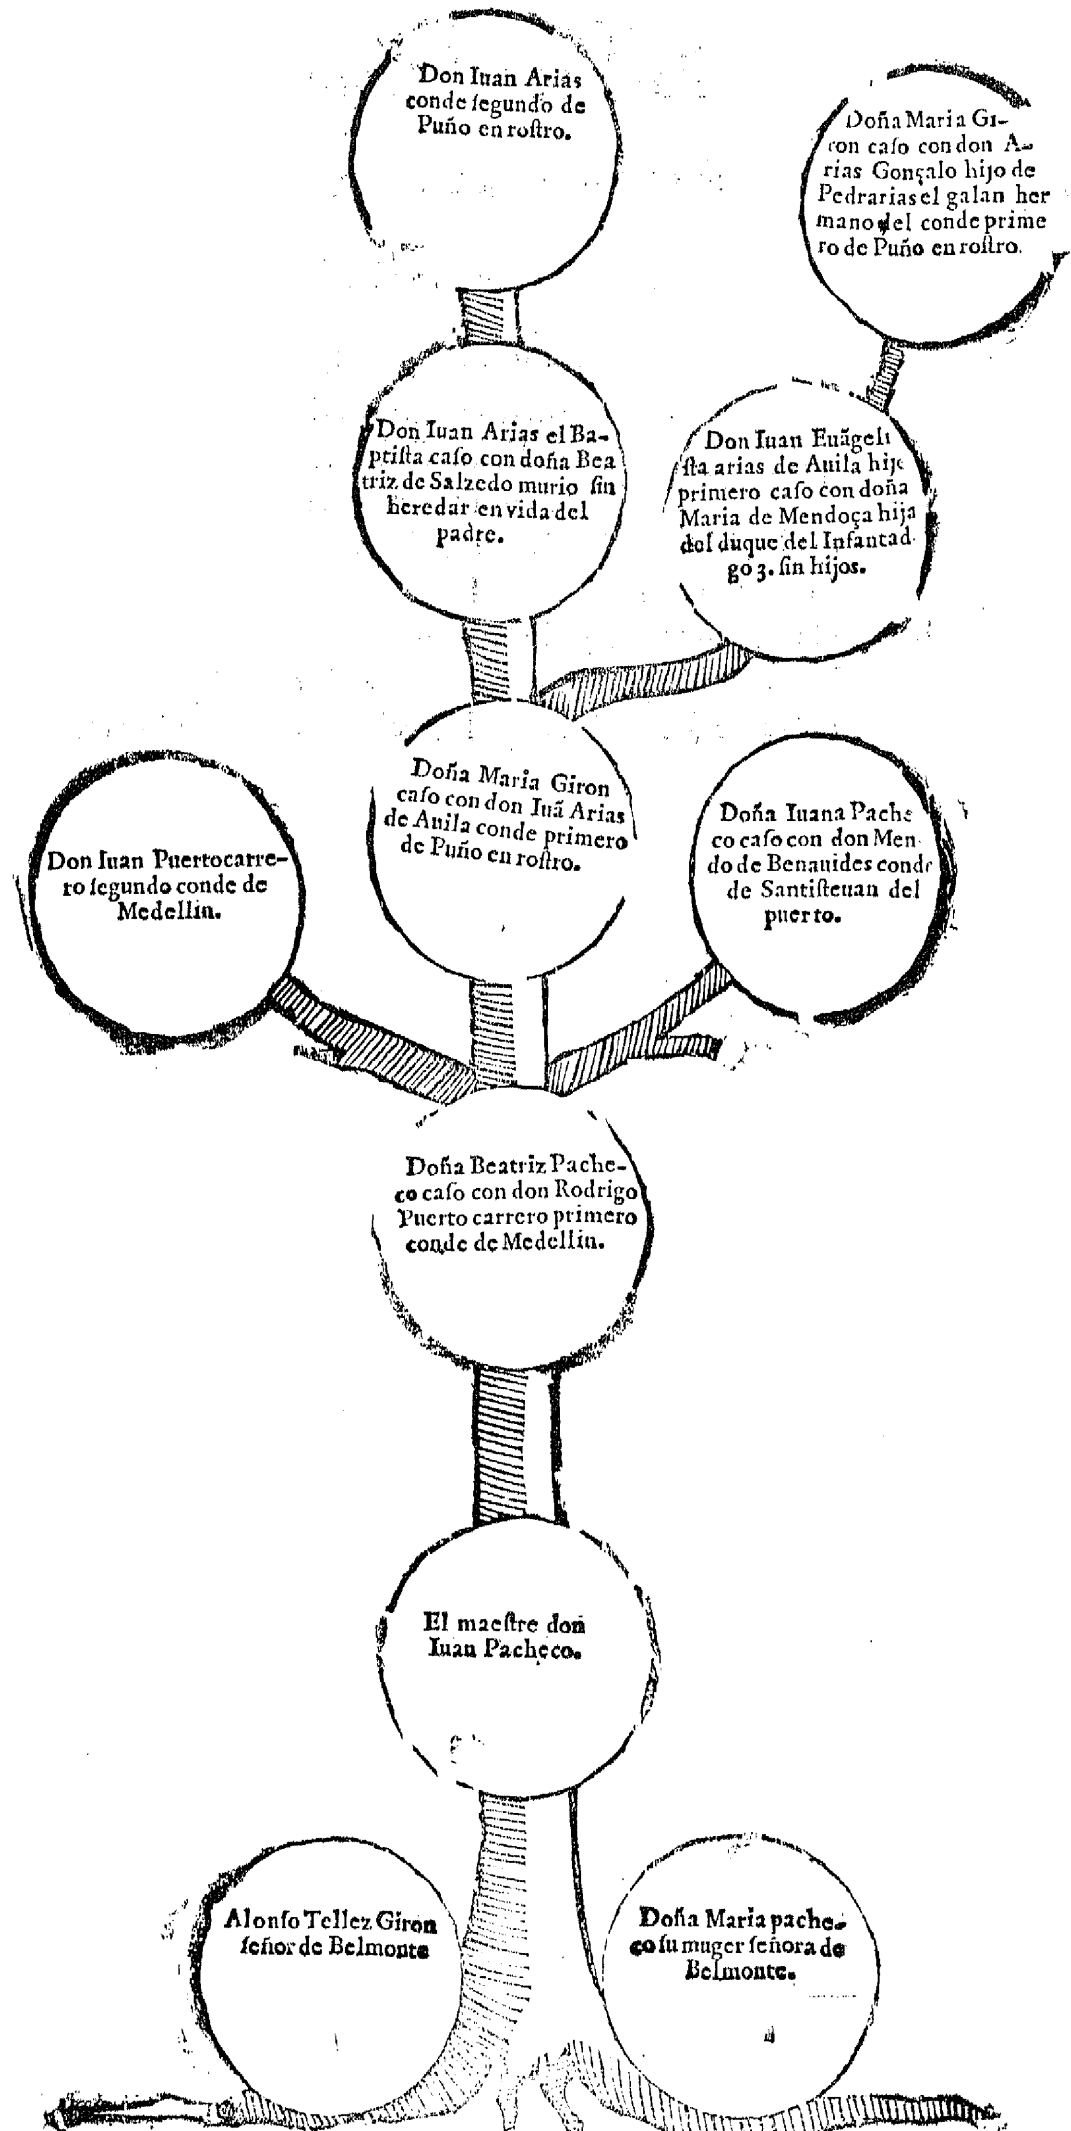 Don Iuan Arias
conde ſegundo de
Puño en roſtro.
Doña Maria Gi-
ron caſo con don A-
rias Gonçalo hijo de
Pedrarias el galan her
mano del conde prime
ro de Puño en roſtro.
Don Iuan Arias el Ba-
ptiſta caſo con doña Bea
triz de Salzedo murio ſin
heredar en vida del
padre.
Don Iuan Euãgeli
ſta arias de Auila hijo
primero caſo con doña
Maria de Mendoça hija
del duque del Infantad
go 3. ſin hijos.
Don Iuan Puertocarre-
ro ſegundo conde de
Medellin.
Doña Maria Giron
caſo con don Iuã Arias
de Auila conde primero
de Puño en roſtro.
Doña Iuana Pache
co caſo con don Men
do de Benauides conde
de Santiſteuan del
puerto.
Doña Beatriz Pache-
co caſo con don Rodrigo
Puerto carrero primero
conde de Medellin.
El maeſtre don
Iuan Pacheco.
Alonſo Tellez Giron
ſeñor de Belmonte
Doña Maria pache-
co ſu muger ſeñora de
Belmonte.